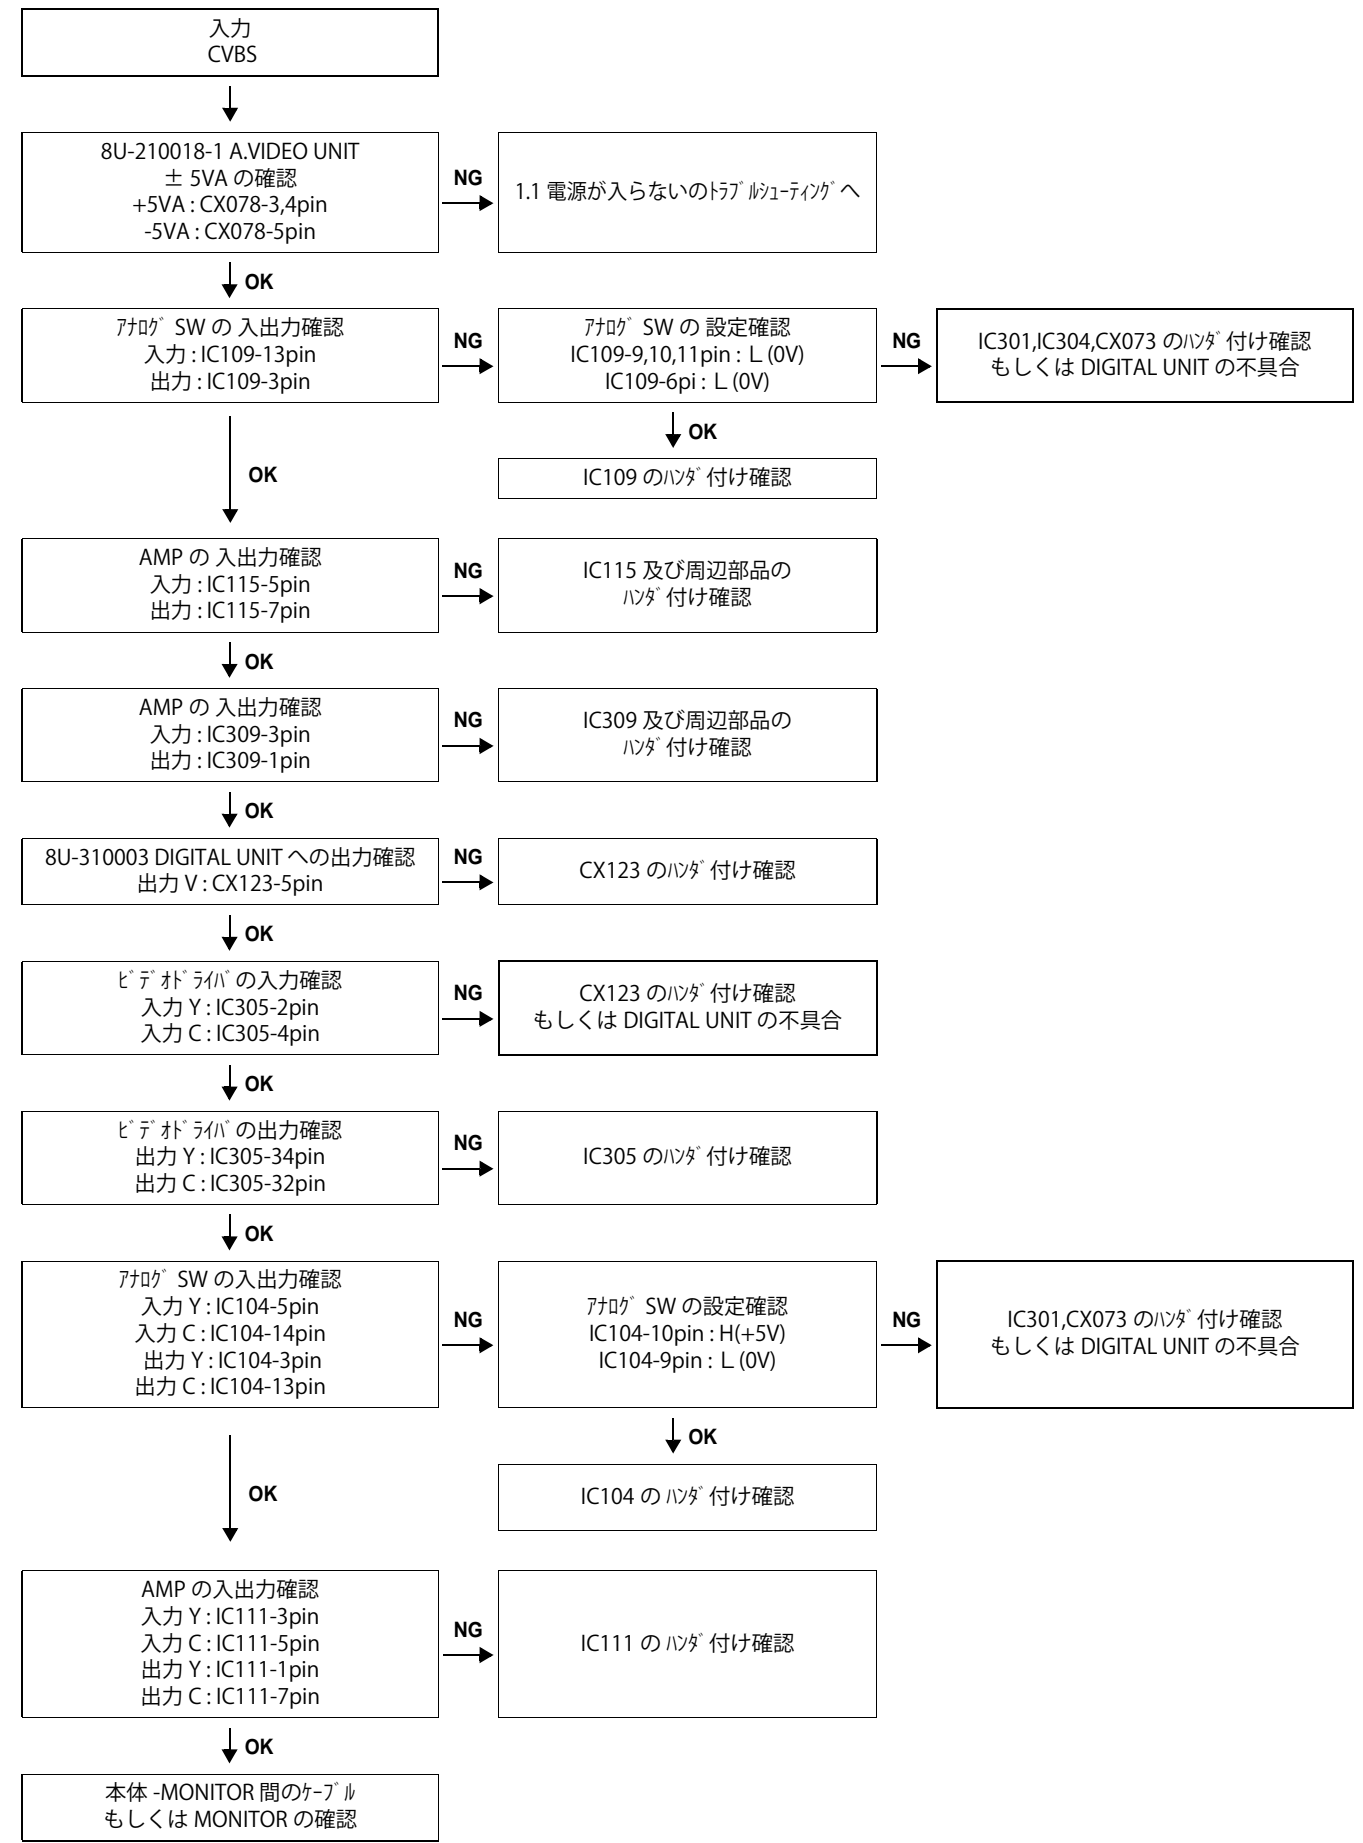 入力
CVBS
8U-210018-1 A.VIDEO UNIT
± 5VA の確認
+5VA : CX078-3,4pin
-5VA : CX078-5pin
NG
1.1 電源が入らないのﾄﾗﾌﾞﾙｼｭｰﾃｨﾝｸﾞへ
OK
ｱﾅﾛｸﾞ SW の 入出力確認
入力 : IC109-13pin
出力 : IC109-3pin
NG
ｱﾅﾛｸﾞ SW の 設定確認
IC109-9,10,11pin : L (0V)
IC109-6pi : L (0V)
NG
IC301,IC304,CX073 のﾊﾝﾀﾞ付け確認
もしくは DIGITAL UNIT の不具合
OK
IC109 のﾊﾝﾀﾞ付け確認
OK
AMP の 入出力確認
入力 : IC115-5pin
出力 : IC115-7pin
NG
IC115 及び周辺部品の
ﾊﾝﾀﾞ付け確認
OK
AMP の 入出力確認
入力 : IC309-3pin
出力 : IC309-1pin
NG
IC309 及び周辺部品の
ﾊﾝﾀﾞ付け確認
OK
8U-310003 DIGITAL UNIT への出力確認
出力 V : CX123-5pin
NG
CX123 のﾊﾝﾀﾞ付け確認
OK
ﾋﾞﾃﾞｵﾄﾞﾗｲﾊﾞの入力確認
入力 Y : IC305-2pin
入力 C : IC305-4pin
NG
CX123 のﾊﾝﾀﾞ付け確認
もしくは DIGITAL UNIT の不具合
OK
ﾋﾞﾃﾞｵﾄﾞﾗｲﾊﾞの出力確認
出力 Y : IC305-34pin
出力 C : IC305-32pin
NG
IC305 のﾊﾝﾀﾞ付け確認
OK
ｱﾅﾛｸﾞ SW の入出力確認
入力 Y : IC104-5pin
入力 C : IC104-14pin
出力 Y : IC104-3pin
出力 C : IC104-13pin
NG
ｱﾅﾛｸﾞ SW の設定確認
IC104-10pin : H(+5V)
IC104-9pin : L (0V)
NG
IC301,CX073 のﾊﾝﾀﾞ付け確認
もしくは DIGITAL UNIT の不具合
OK
IC104 の ﾊﾝﾀﾞ付け確認
OK
AMP の入出力確認
入力 Y : IC111-3pin
入力 C : IC111-5pin
出力 Y : IC111-1pin
出力 C : IC111-7pin
NG
IC111 の ﾊﾝﾀﾞ付け確認
OK
本体 -MONITOR 間のｹｰﾌﾞﾙ
もしくは MONITOR の確認